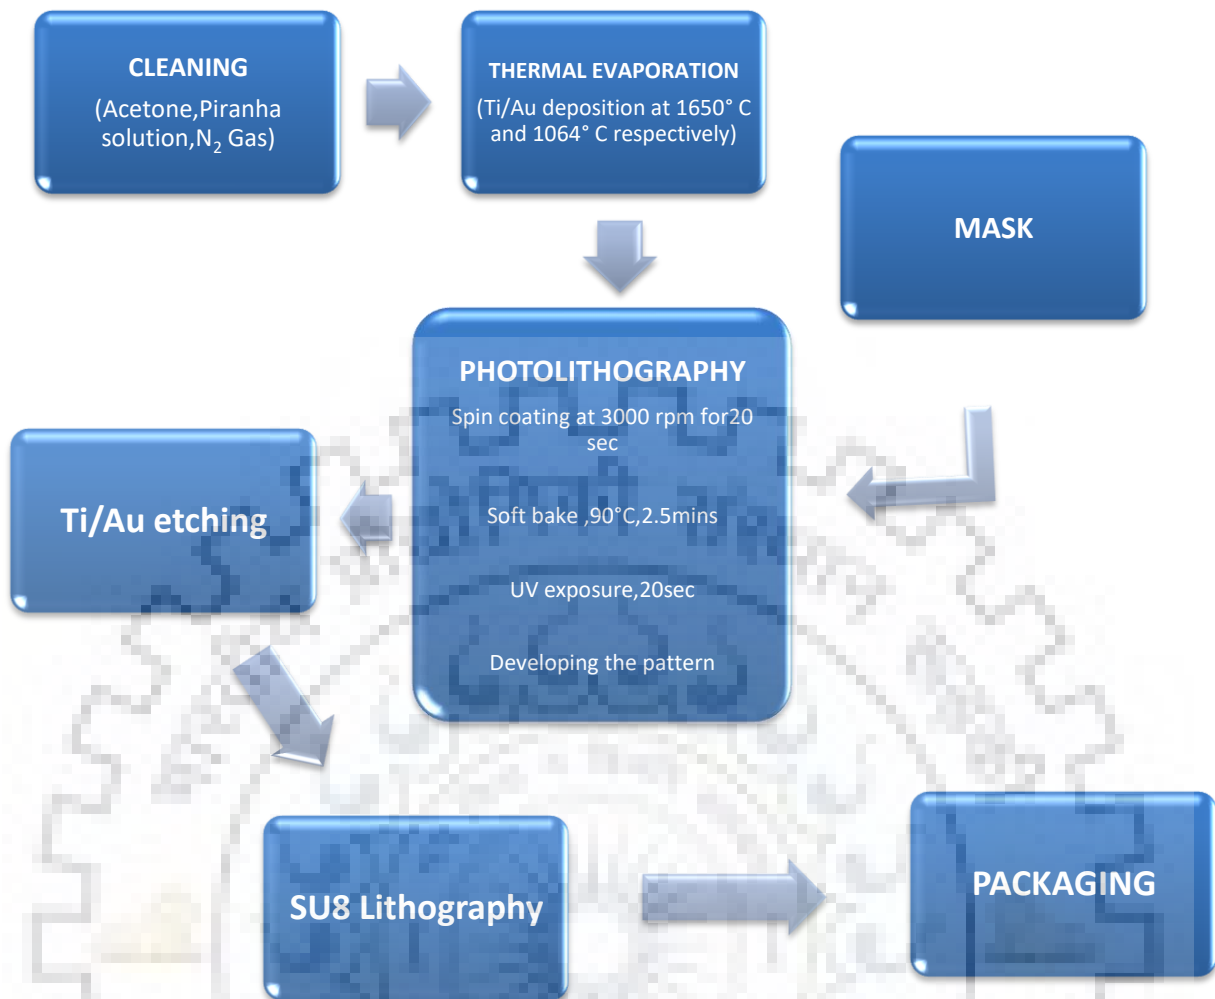 CLEANING
(Acetone,Piranha
solution,N₂ Gas)
THERMAL EVAPORATION
(Ti/Au deposition at 1650° C
and 1064° C respectively)
MASK
PHOTOLITHOGRAPHY
Spin coating at 3000 rpm for20
sec
Soft bake ,90°C,2.5mins
UV exposure,20sec
Developing the pattern
Ti/Au etching
SU8 Lithography
PACKAGING